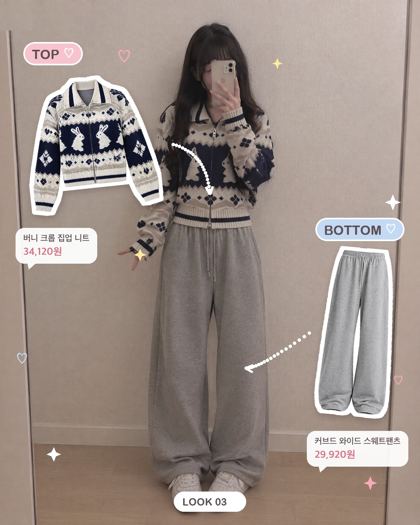 TOP ♡
버니 크롭 집업 니트
34,120원
BOTTOM ♡
커브드 와이드 스웨트팬츠
29,920원
LOOK 03